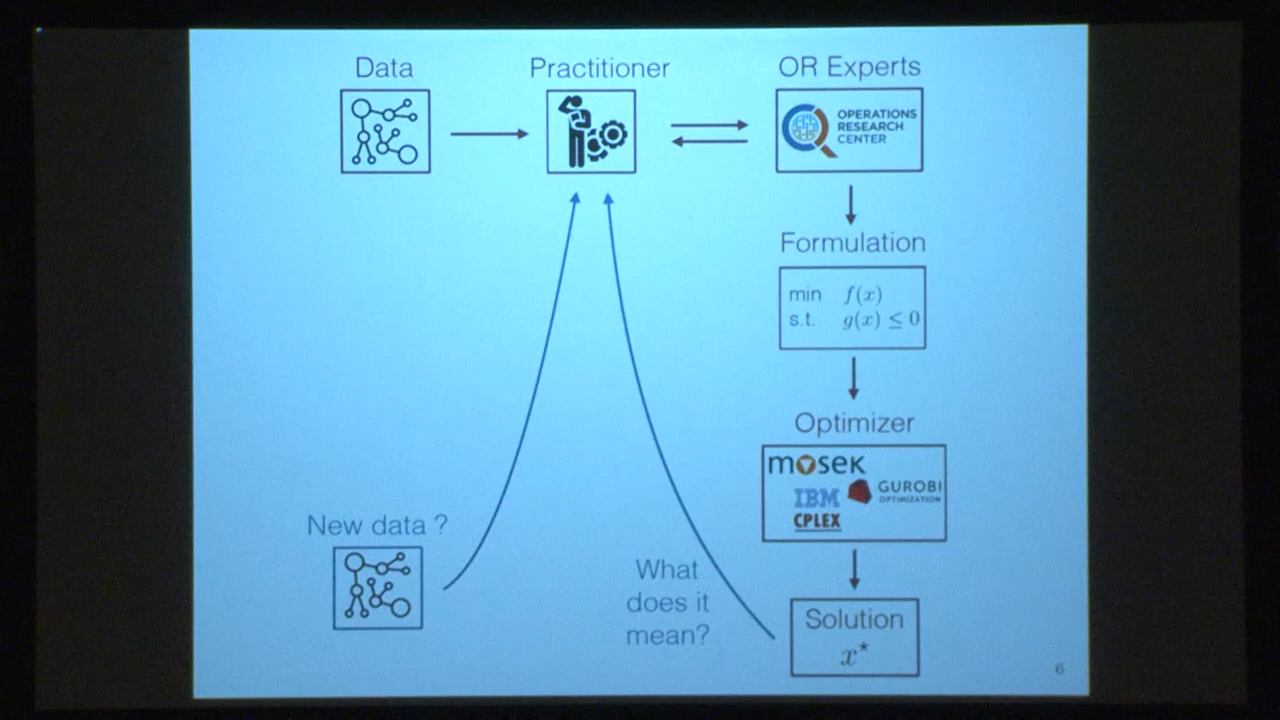 Data
Practitioner
OR Experts
OPERATIONS
RESEARCH
CENTER
Formulation
min f(x)
s.t. g(x) ≤ 0
Optimizer
mosek
IBM
CPLEX
GUROBI
OPTIMIZATION
New data ?
What
does it
mean?
Solution
x*
6